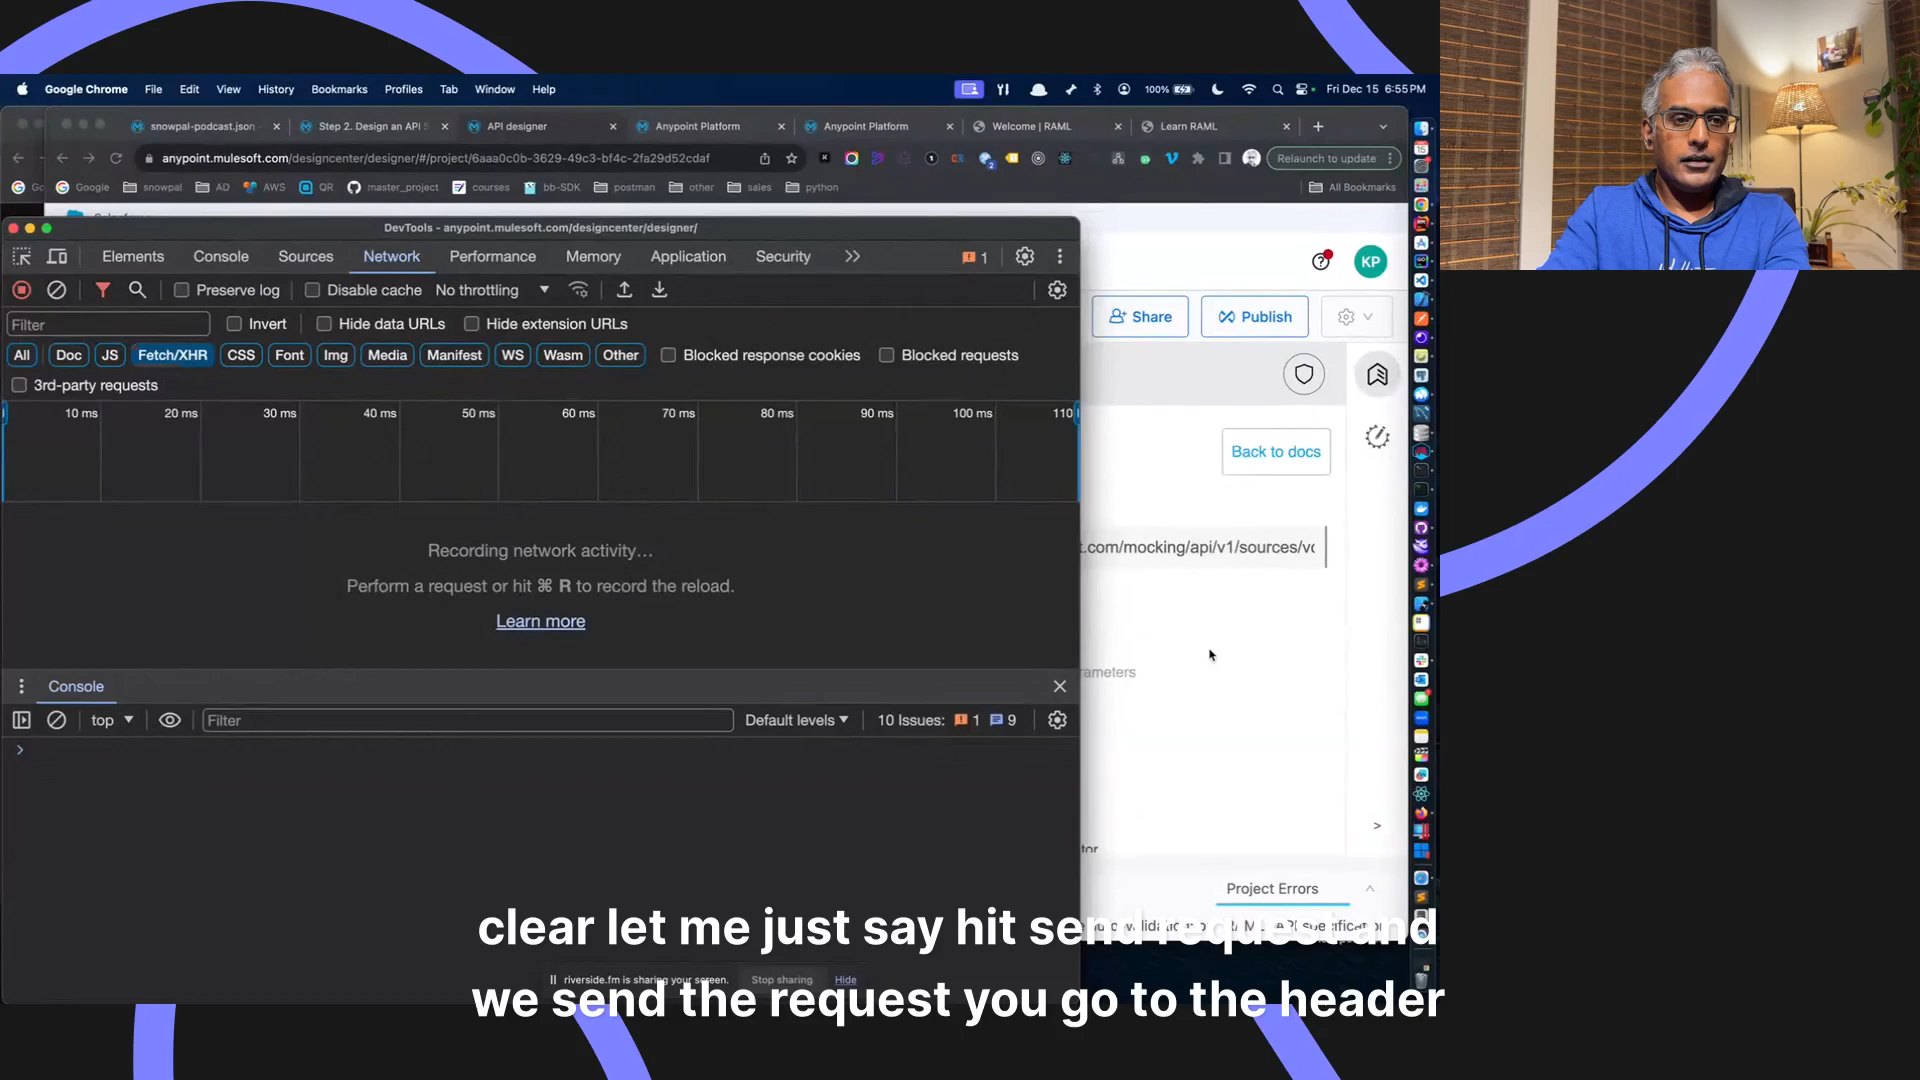 Google Chrome File Edit View History Bookmarks Profiles Tab Window Help 100% Fri Dec 15 6:55 PM
snowpal-podcast.json Step 2. Design an API S API designer Anypoint Platform Anypoint Platform Welcome | RAML Learn RAML
anypoint.mulesoft.com/designcenter/designer/#/project/6aaa0c0b-3629-49c3-bf4c-2fa29d52cdaf Relaunch to update
Google snowpal AD AWS QR master_project courses bb-SDK postman other sales python All Bookmarks
DevTools - anypoint.mulesoft.com/designcenter/designer/
Elements Console Sources Network Performance Memory Application Security 1
KP
Preserve log Disable cache No throttling
Share Publish
Filter Invert Hide data URLs Hide extension URLs
All Doc JS Fetch/XHR CSS Font Img Media Manifest WS Wasm Other Blocked response cookies Blocked requests
3rd-party requests
10 ms 20 ms 30 ms 40 ms 50 ms 60 ms 70 ms 80 ms 90 ms 100 ms 110
Back to docs
Recording network activity…
t.com/mocking/api/v1/sources/vc
Perform a request or hit ⌘ R to record the reload.
Learn more
rameters
Console
top Filter Default levels 10 Issues: 1 9
tor
Project Errors
clear let me just say hit send request and
riverside.fm is sharing your screen. Stop sharing Hide
we send the request you go to the header